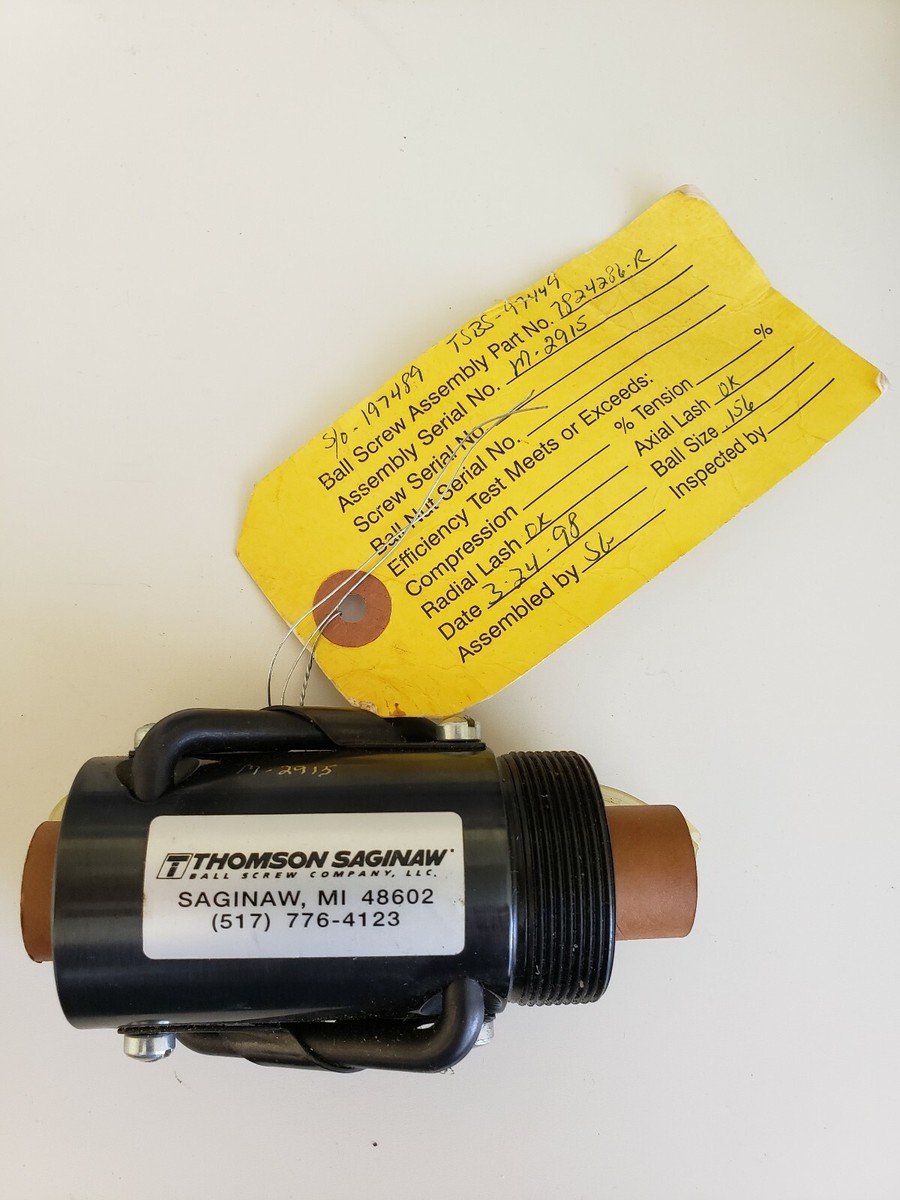 S/O-197489 TSBS-97449
Ball Screw Assembly Part No. 7824286-R
Assembly Serial No. M-2915
Screw Serial No.
Ball Nut Serial No.
Efficiency Test Meets or Exceeds:
Compression % Tension %
Radial Lash OK Axial Lash OK
Date 3-24-98 Ball Size .156
Assembled by SG Inspected by
M-2915
T THOMSON SAGINAW
BALL SCREW COMPANY, LLC.
SAGINAW, MI 48602
(517) 776-4123